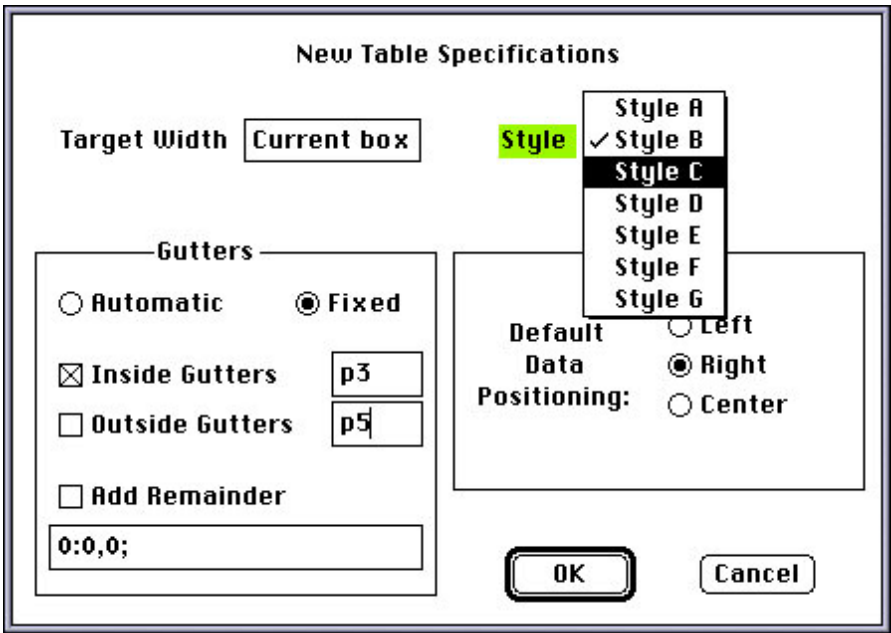 New Table Specifications
Target Width Current box
Style
Style A
✓ Style B
Style C
Style D
Style E
Style F
Style G
Gutters
Automatic Fixed
Inside Gutters p3
Outside Gutters p5
Add Remainder
0:0,0;
Default
Data
Positioning:
Left
Right
Center
OK Cancel